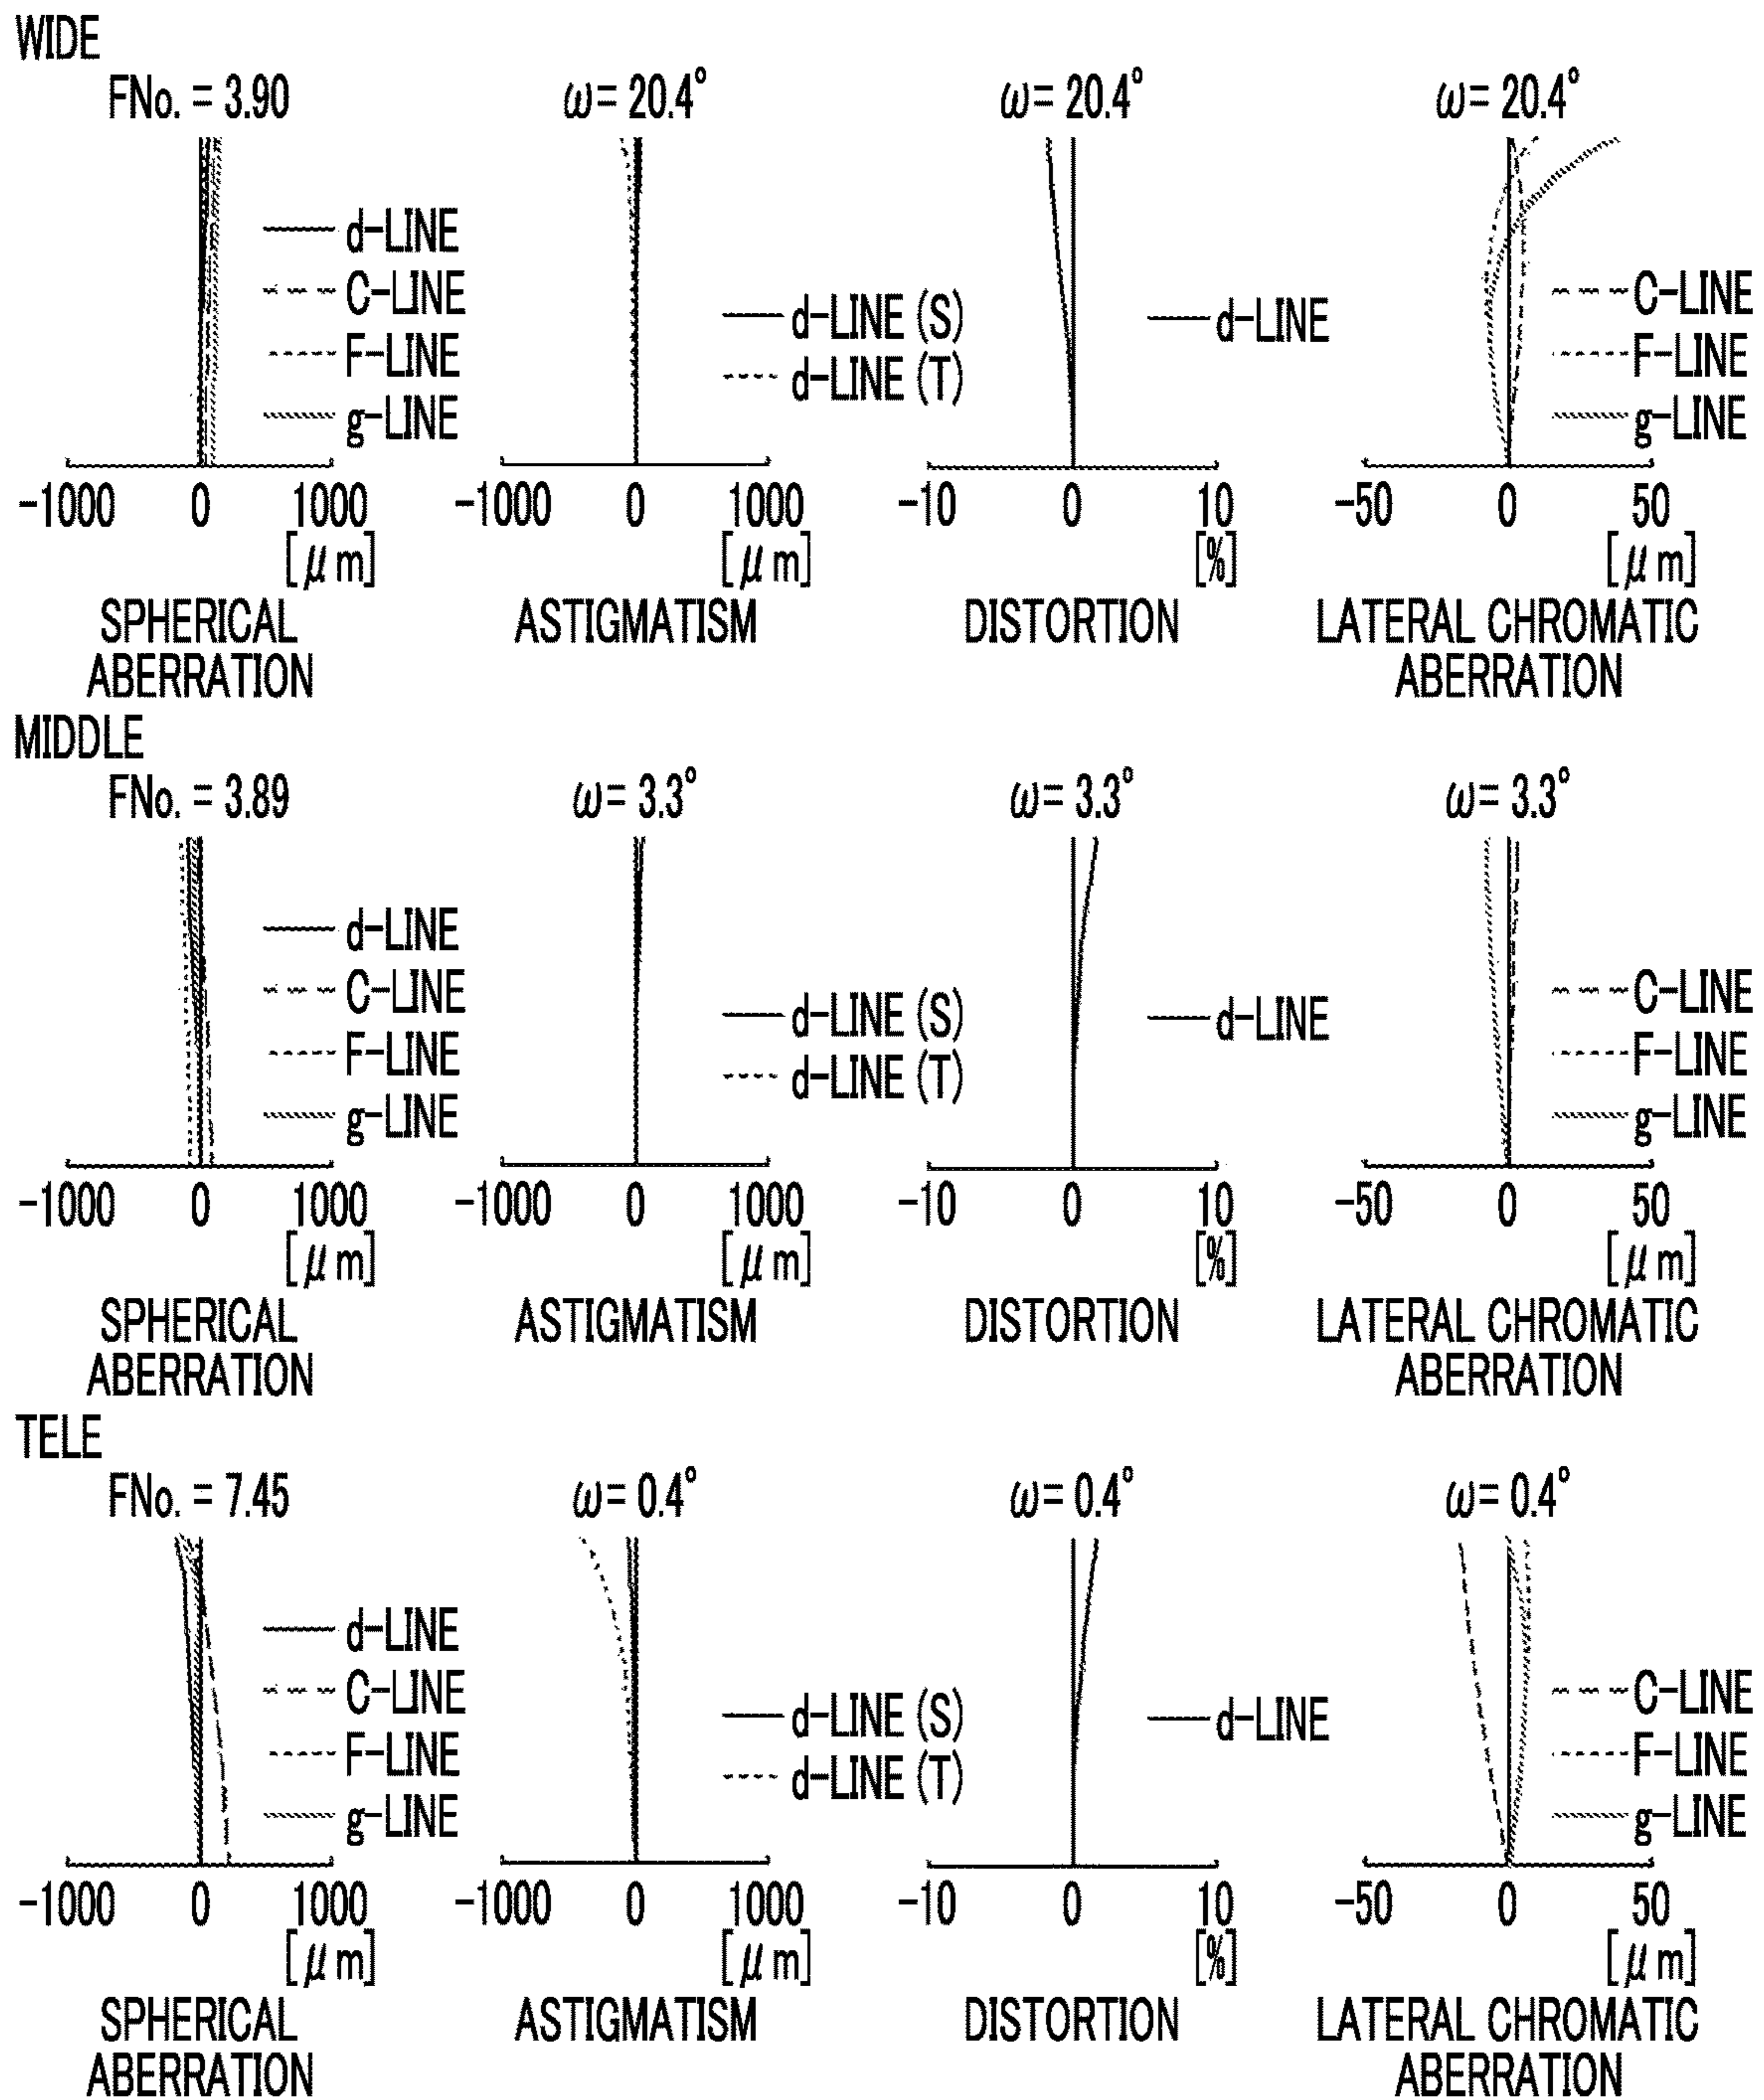 WIDE
FNo. = 3.90
ω= 20.4°
ω= 20.4°
ω= 20.4°
d-LINE
C-LINE
F-LINE
g-LINE
d-LINE (S)
d-LINE (T)
d-LINE
C-LINE
F-LINE
g-LINE
-1000 0 1000
[μm]
-1000 0 1000
[μm]
-10 0 10
[%]
-50 0 50
[μm]
SPHERICAL
ABERRATION
ASTIGMATISM
DISTORTION
LATERAL CHROMATIC
ABERRATION
MIDDLE
FNo. = 3.89
ω= 3.3°
ω= 3.3°
ω= 3.3°
d-LINE
C-LINE
F-LINE
g-LINE
d-LINE (S)
d-LINE (T)
d-LINE
C-LINE
F-LINE
g-LINE
-1000 0 1000
[μm]
-1000 0 1000
[μm]
-10 0 10
[%]
-50 0 50
[μm]
SPHERICAL
ABERRATION
ASTIGMATISM
DISTORTION
LATERAL CHROMATIC
ABERRATION
TELE
FNo. = 7.45
ω= 0.4°
ω= 0.4°
ω= 0.4°
d-LINE
C-LINE
F-LINE
g-LINE
d-LINE (S)
d-LINE (T)
d-LINE
C-LINE
F-LINE
g-LINE
-1000 0 1000
[μm]
-1000 0 1000
[μm]
-10 0 10
[%]
-50 0 50
[μm]
SPHERICAL
ABERRATION
ASTIGMATISM
DISTORTION
LATERAL CHROMATIC
ABERRATION